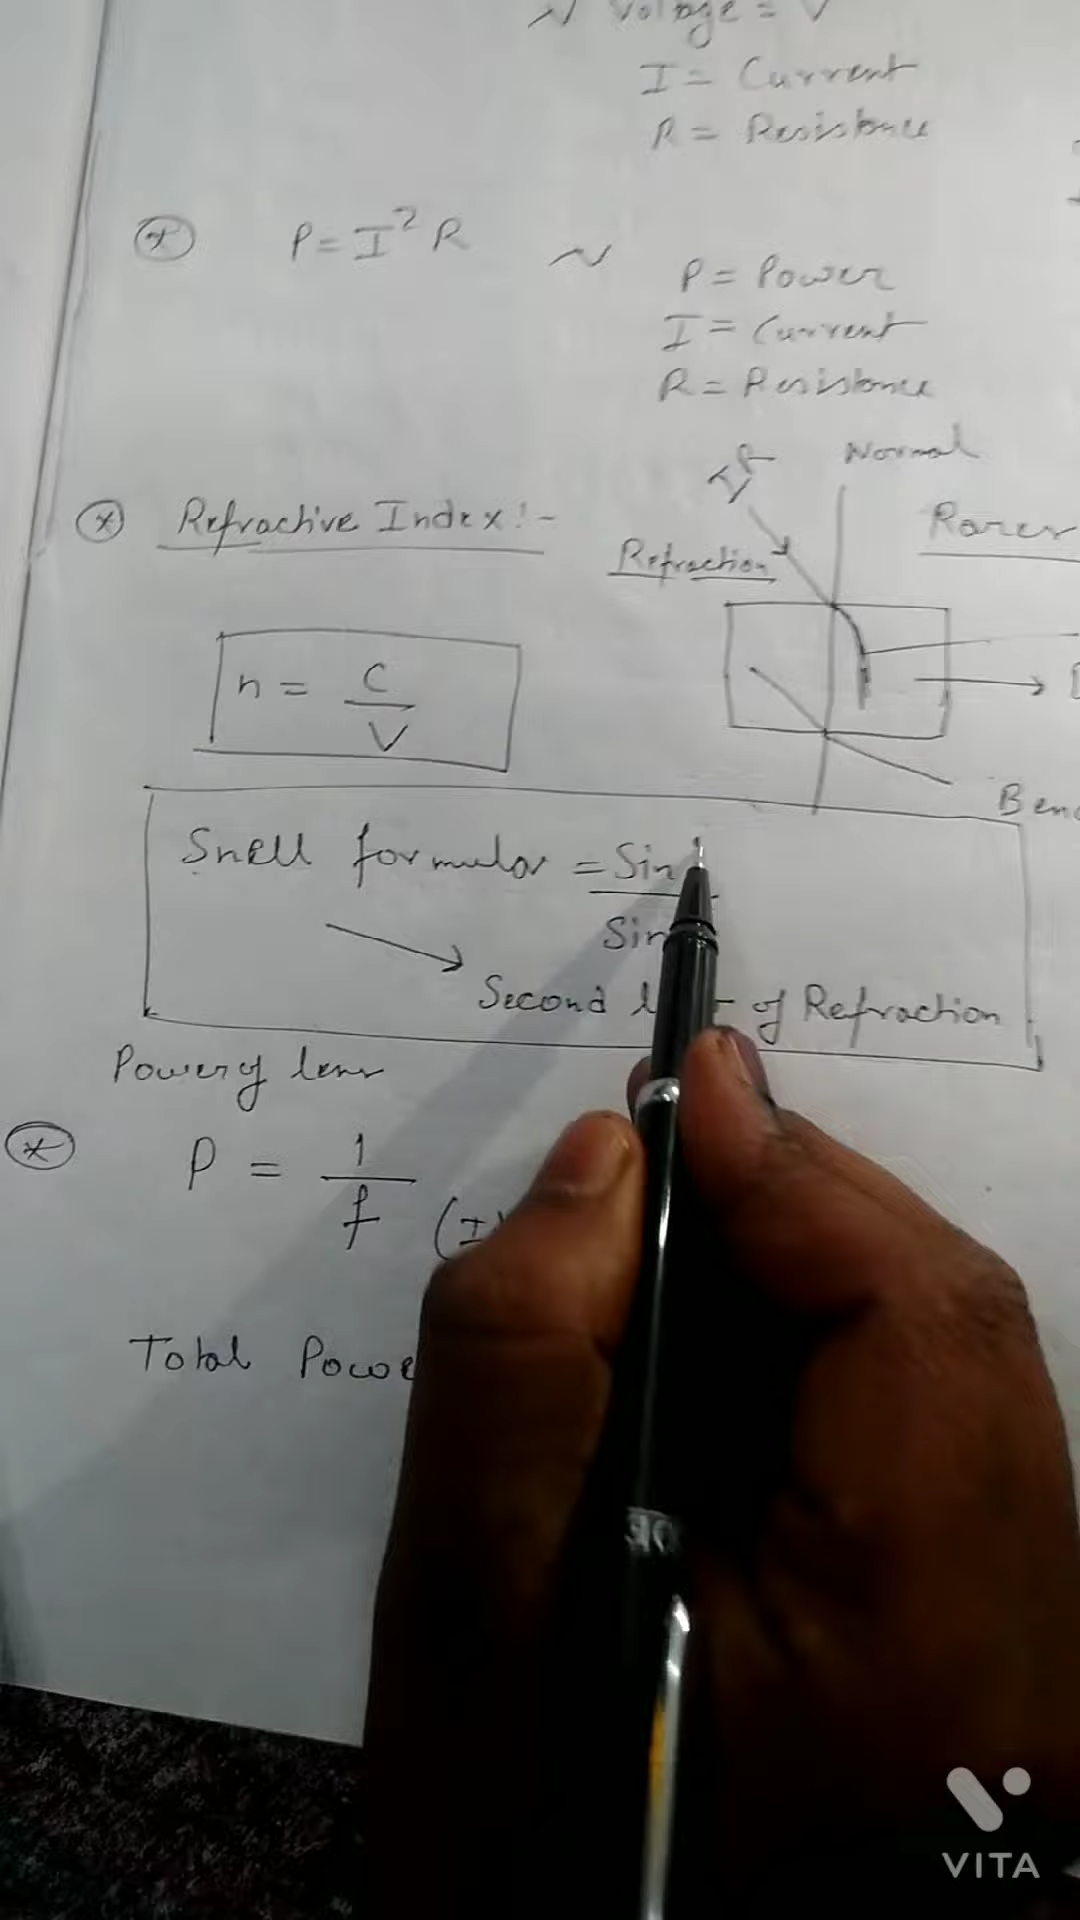 Voltage = V
I = Current
R = Resistance
P = I² R
P = Power
I = Current
R = Resistance
Normal
Refractive Index :-
Refraction
Rarer
n = C / V
Snell formula = Sin i
Sin
Second of Refraction
Power of lens
P = 1 / f
Total Power
VITA